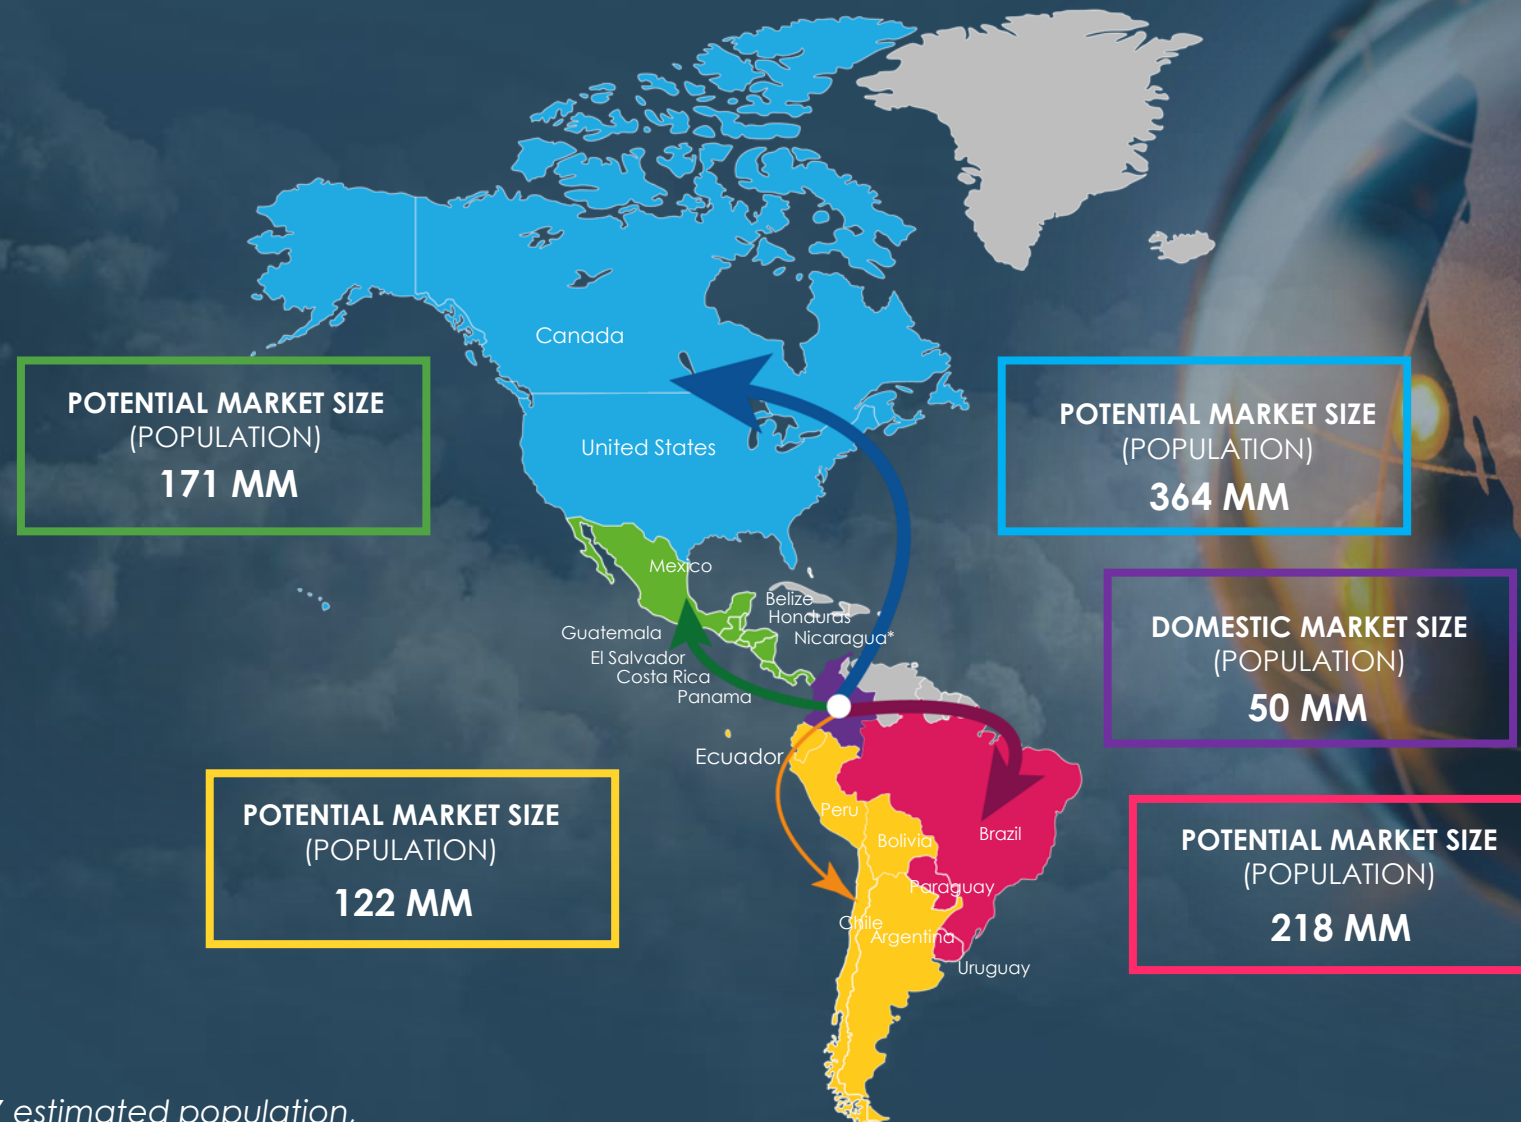 Canada
POTENTIAL MARKET SIZE
(POPULATION)
171 MM
POTENTIAL MARKET SIZE
(POPULATION)
364 MM
United States
Mexico
Belize
Honduras
Nicaragua*
Guatemala
El Salvador
Costa Rica
Panama
DOMESTIC MARKET SIZE
(POPULATION)
50 MM
Ecuador
POTENTIAL MARKET SIZE
(POPULATION)
122 MM
Peru
Bolivia
Brazil
Paraguay
Chile
Argentina
Uruguay
POTENTIAL MARKET SIZE
(POPULATION)
218 MM
estimated population.